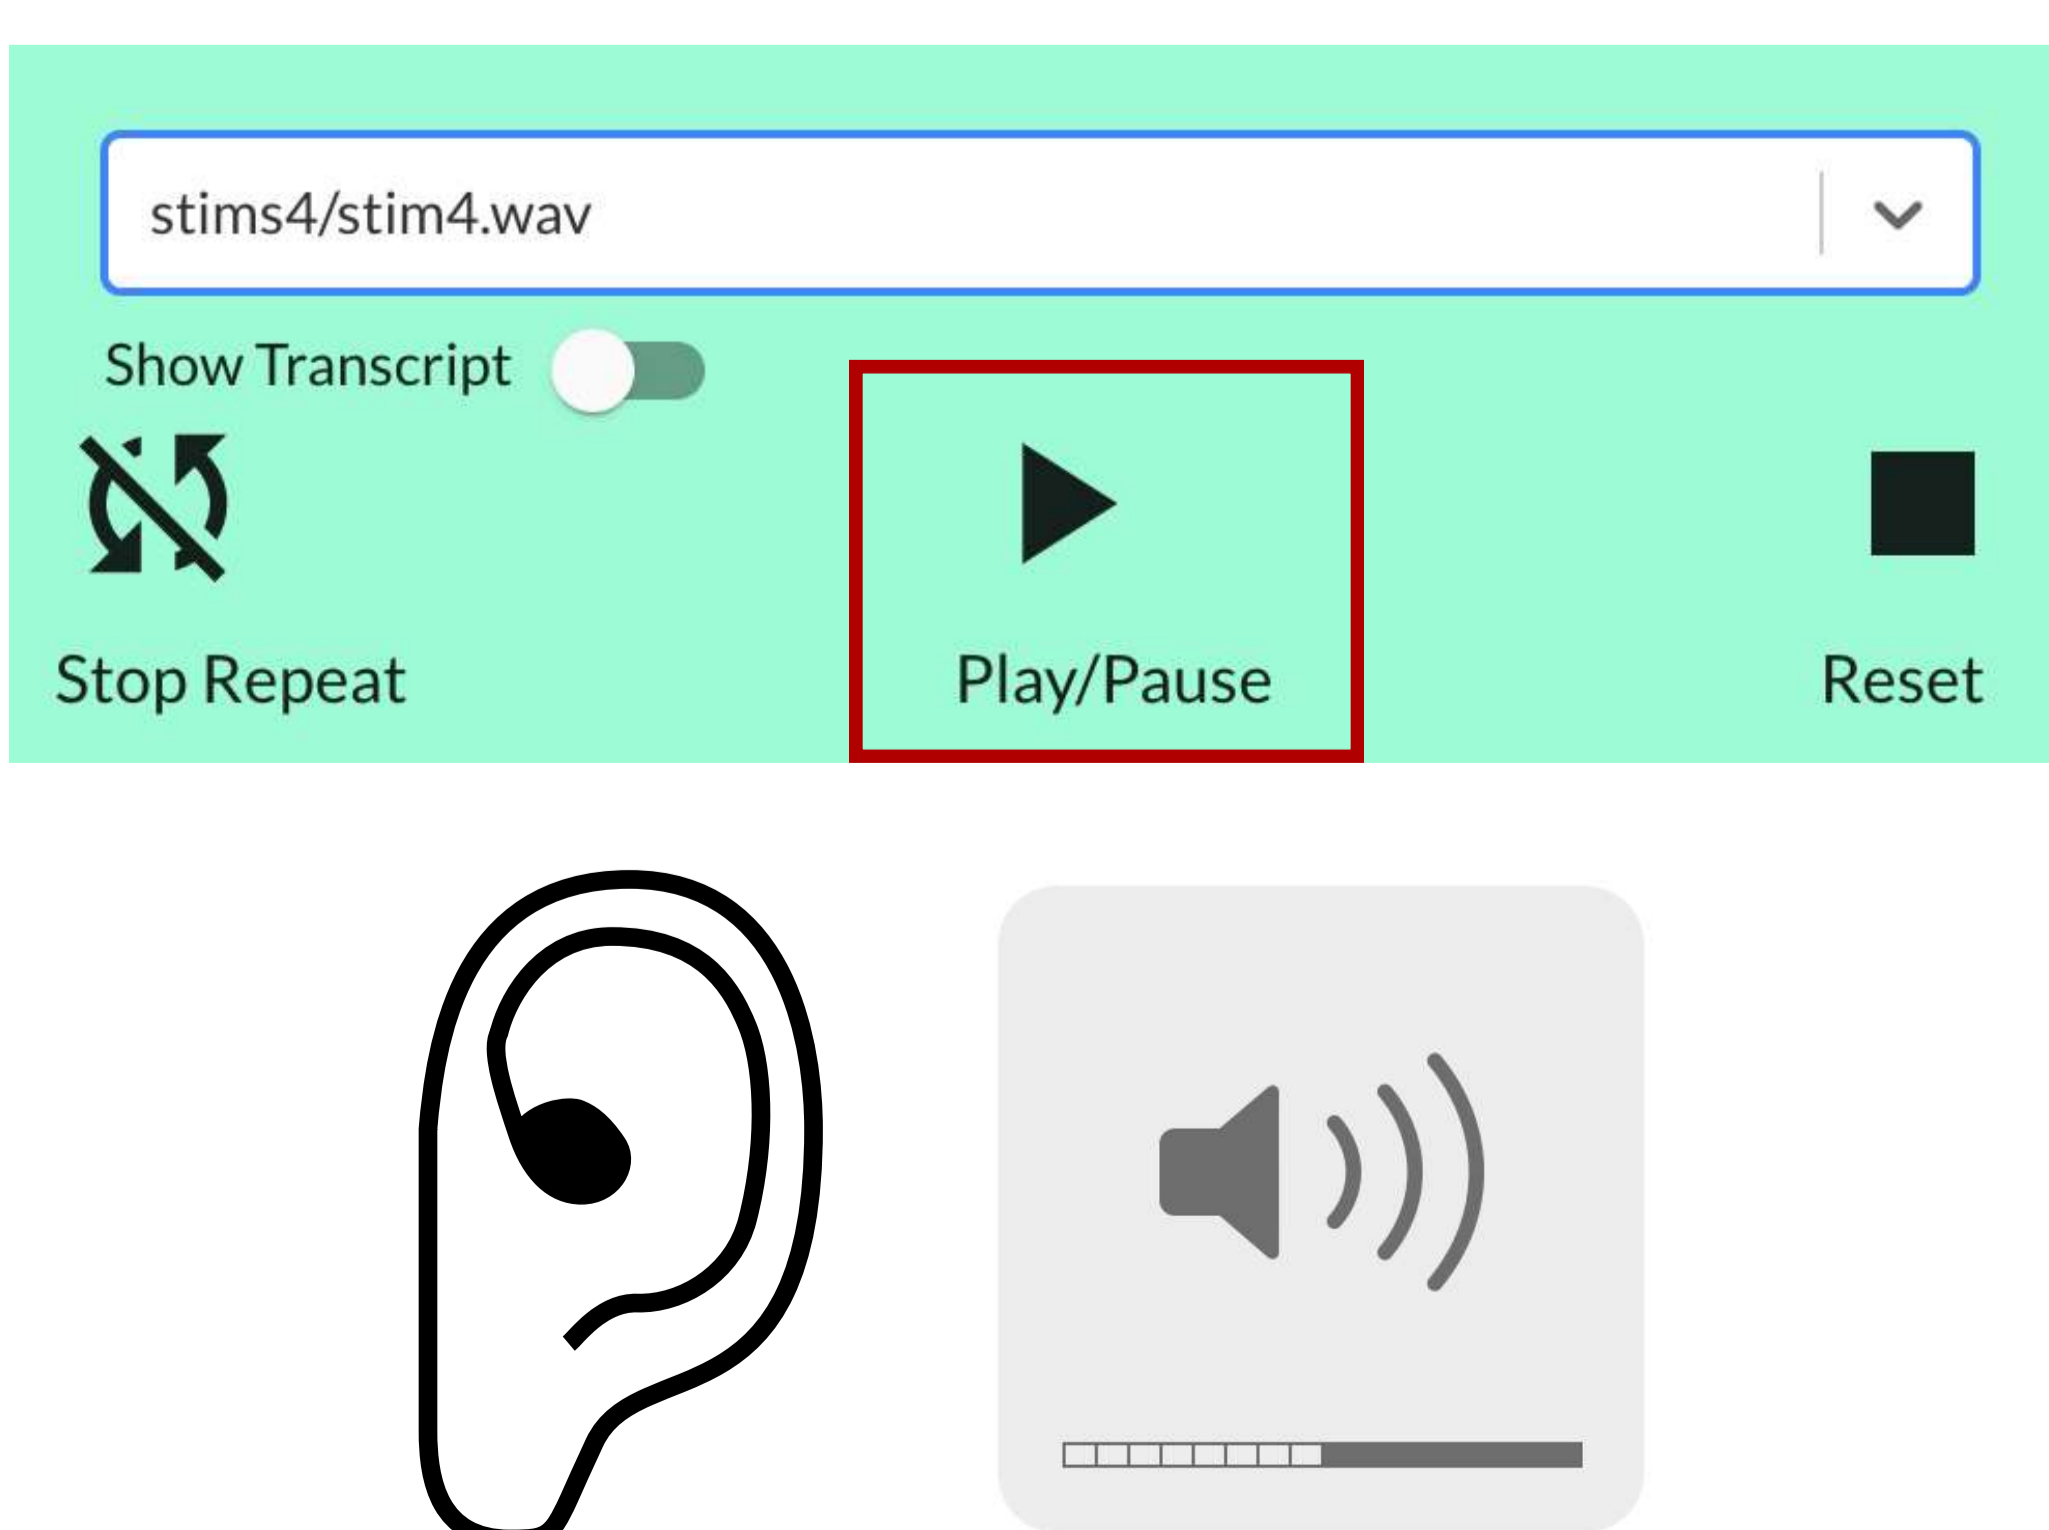 stims4/stim4.wav
Show Transcript
Stop Repeat
Play/Pause
Reset